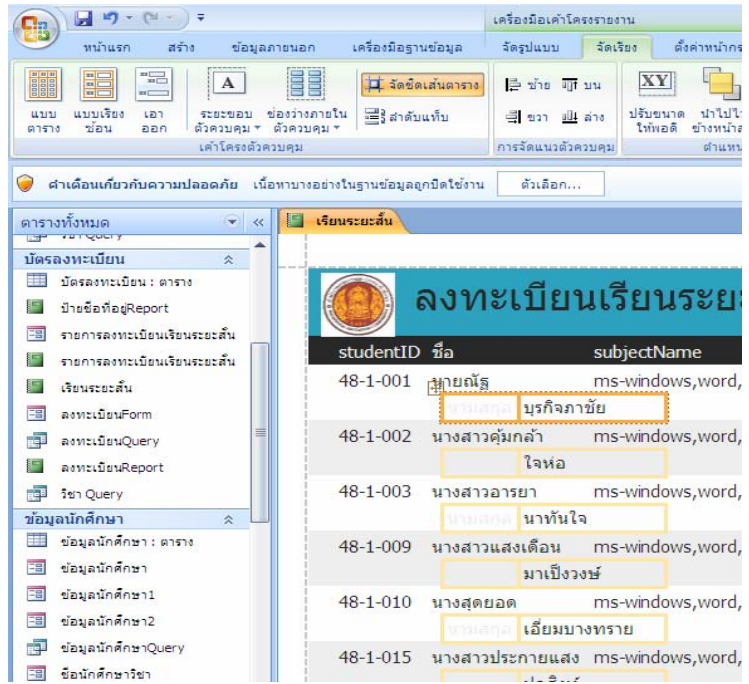 เครื่องมือเค้าโครงรายงาน
หน้าแรก สร้าง ข้อมูลภายนอก เครื่องมือฐานข้อมูล จัดรูปแบบ จัดเรียง ตั้งค่าหน้ากร
แบบตาราง แบบเรียงซ้อน เอาออก ระยะขอบตัวควบคุม ช่องว่างภายในตัวควบคุม จัดชิดเส้นตาราง ลำดับแท็บ ซ้าย บน ขวา ล่าง ปรับขนาดให้พอดี
A XY
เค้าโครงตัวควบคุม การจัดแนวตัวควบคุม ตำแหน
คำเตือนเกี่ยวกับความปลอดภัย เนื้อหาบางอย่างในฐานข้อมูลถูกปิดใช้งาน ตัวเลือก...
ตารางทั้งหมด «
เรียนระยะสั้น
บัตรลงทะเบียน
บัตรลงทะเบียน : ตาราง
ป้ายชื่อที่อยู่Report
รายการลงทะเบียนเรียนระยะสั้น
รายการลงทะเบียนเรียนระยะสั้น
เรียนระยะสั้น
ลงทะเบียนForm
ลงทะเบียนQuery
ลงทะเบียนReport
วิชา Query
ข้อมูลนักศึกษา
ข้อมูลนักศึกษา : ตาราง
ข้อมูลนักศึกษา
ข้อมูลนักศึกษา1
ข้อมูลนักศึกษา2
ข้อมูลนักศึกษาQuery
ชื่อนักศึกษาวิชา
ลงทะเบียนเรียนระยะ
studentID ชื่อ subjectName
48-1-001 นายณัฐ ms-windows,word,
นามสกุล บุรกิจภาชัย
48-1-002 นางสาวคุ้มกล้า ms-windows,word,
ใจห่อ
48-1-003 นางสาวอารยา ms-windows,word,
นามสกุล นาทันใจ
48-1-009 นางสาวแสงเดือน ms-windows,word,
มาเป็งวงษ์
48-1-010 นางสุดยอด ms-windows,word,
นามสกุล เอี่ยมบางทราย
48-1-015 นางสาวประกายแสง ms-windows,word,